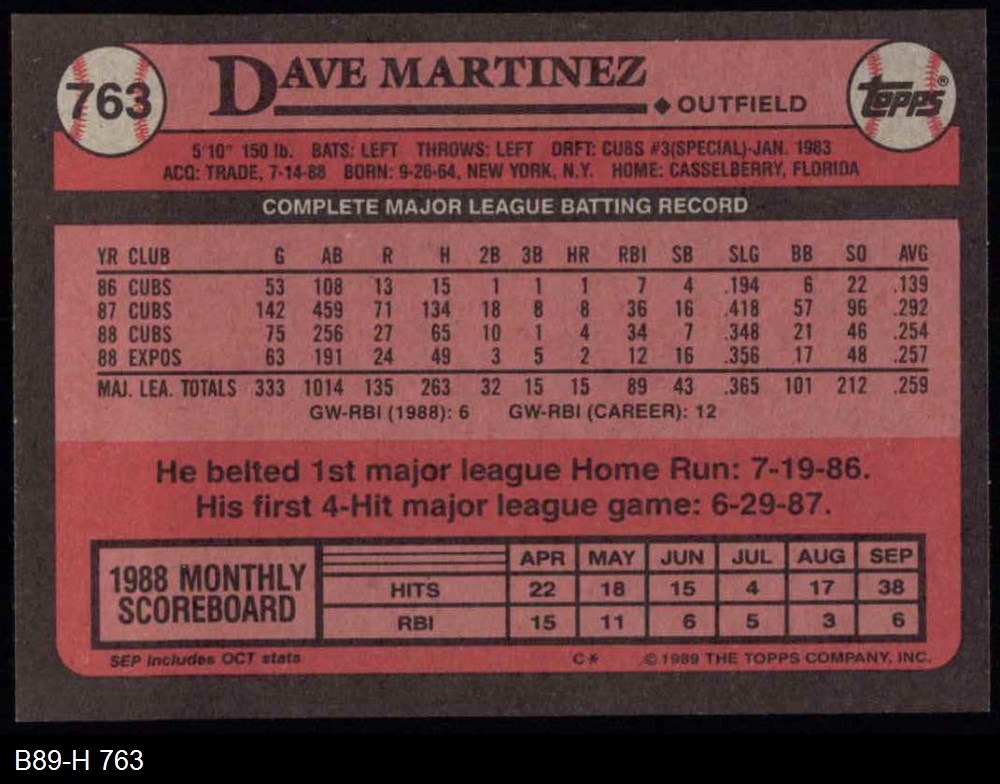 763
DAVE MARTINEZ
◆ OUTFIELD
Topps®
5'10" 150 lb. BATS: LEFT THROWS: LEFT DRFT: CUBS #3(SPECIAL)-JAN. 1983
ACQ: TRADE, 7-14-88 BORN: 9-26-64, NEW YORK, N.Y. HOME: CASSELBERRY, FLORIDA
COMPLETE MAJOR LEAGUE BATTING RECORD
YR CLUB G AB R H 2B 3B HR RBI SB SLG BB SO AVG
86 CUBS 53 108 13 15 1 1 1 7 4 .194 6 22 .139
87 CUBS 142 459 71 134 18 8 8 36 16 .418 57 96 .292
88 CUBS 75 256 27 65 10 1 4 34 7 .348 21 46 .254
88 EXPOS 63 191 24 49 3 5 2 12 16 .356 17 48 .257
MAJ. LEA. TOTALS 333 1014 135 263 32 15 15 89 43 .365 101 212 .259
GW-RBI (1988): 6 GW-RBI (CAREER): 12
He belted 1st major league Home Run: 7-19-86.
His first 4-Hit major league game: 6-29-87.
1988 MONTHLY
SCOREBOARD
APR MAY JUN JUL AUG SEP
HITS 22 18 15 4 17 38
RBI 15 11 6 5 3 6
SEP includes OCT stats
C* © 1989 THE TOPPS COMPANY, INC.
B89-H 763